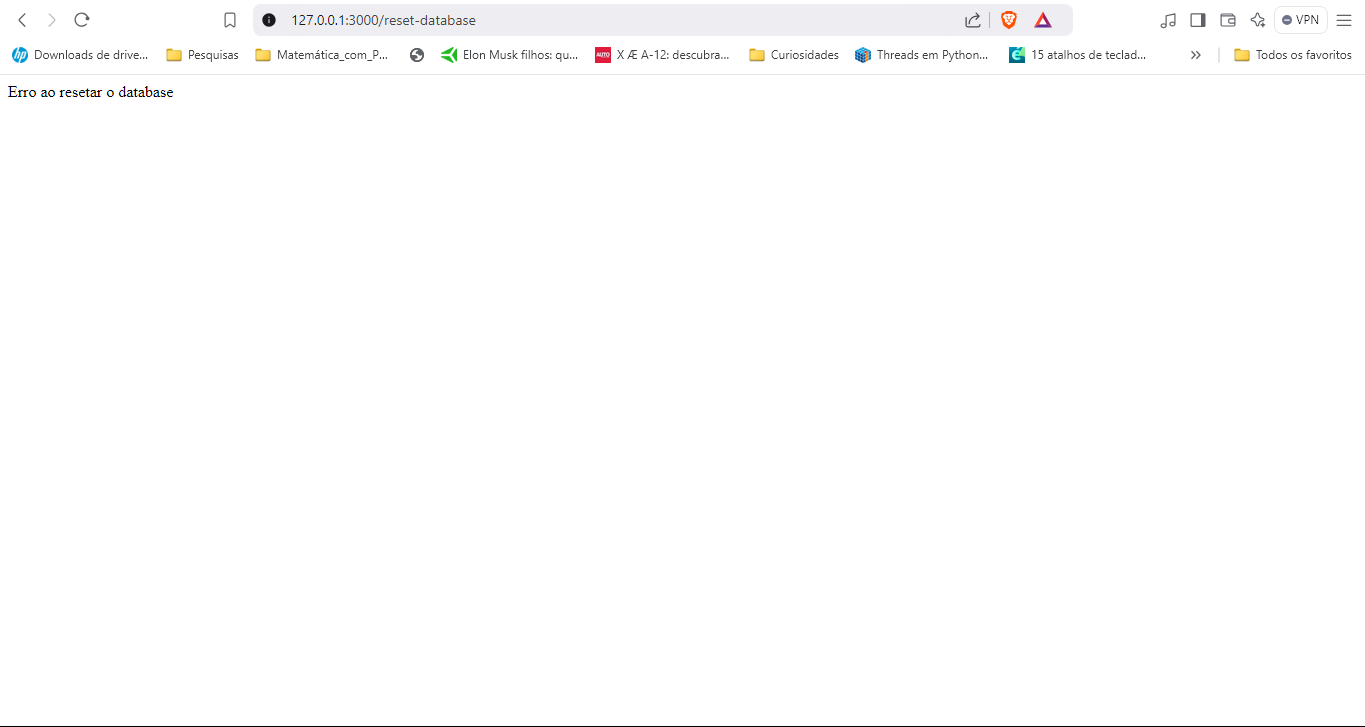 127.0.0.1:3000/reset-database
VPN
hp Downloads de drive... Pesquisas Matemática_com_P... Elon Musk filhos: qu... AUTO X Æ A-12: descubra... Curiosidades Threads em Python... 15 atalhos de teclad... Todos os favoritos
Erro ao resetar o database